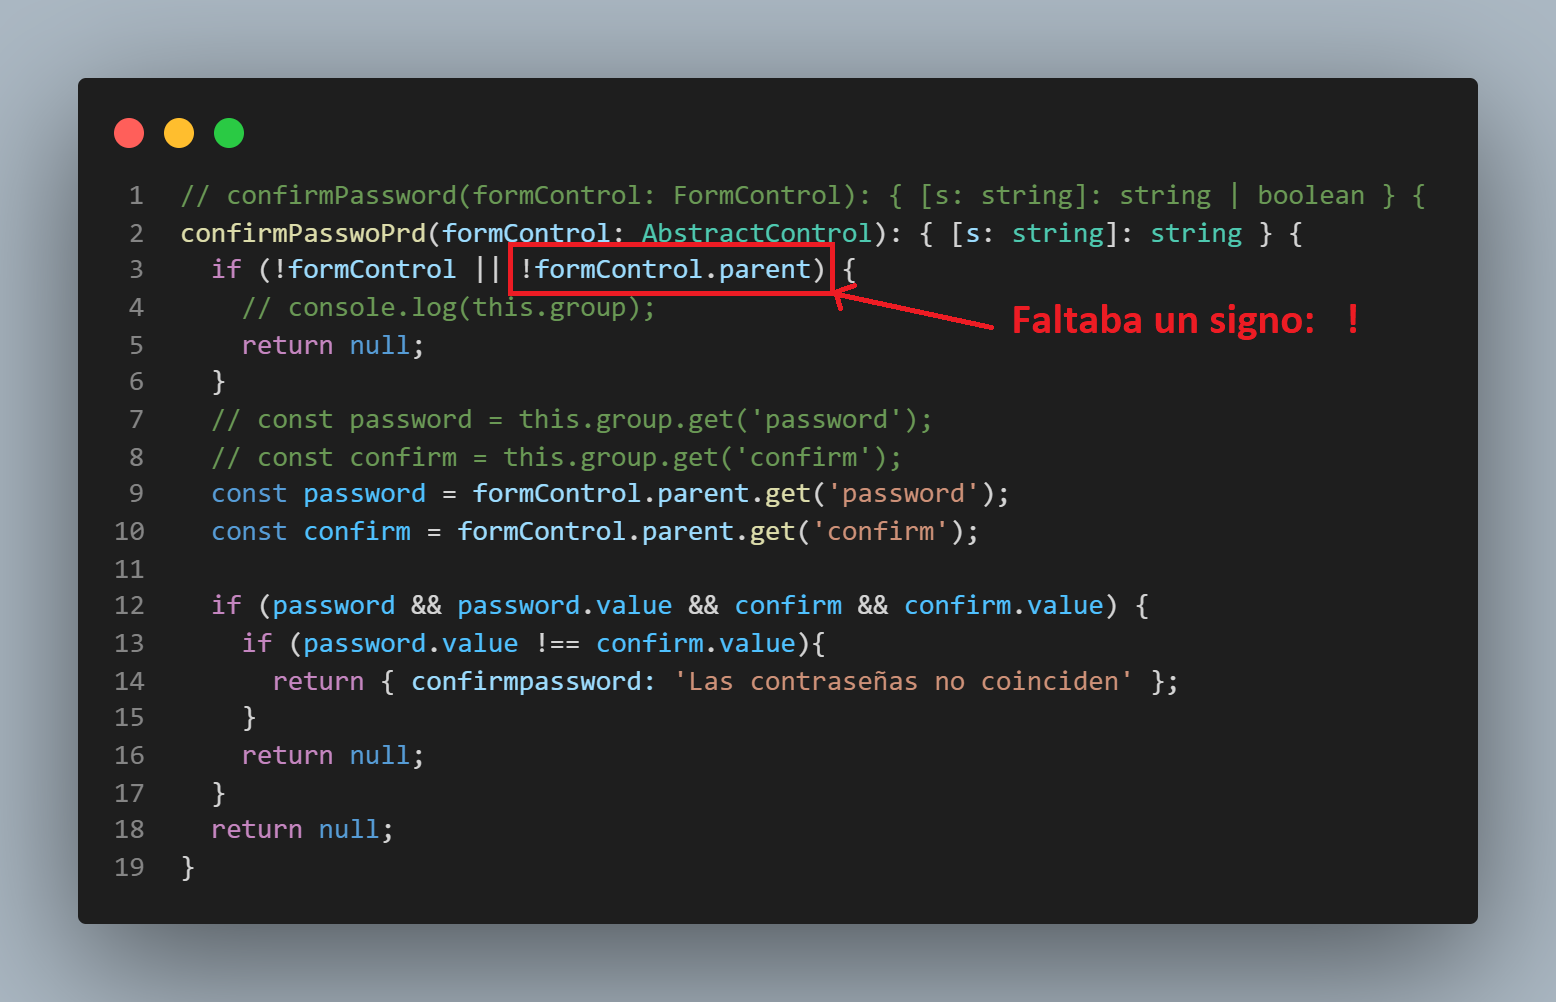 1 // confirmPassword(formControl: FormControl): { [s: string]: string | boolean } {
2 confirmPasswoPrd(formControl: AbstractControl): { [s: string]: string } {
3 if (!formControl || !formControl.parent) {
4 // console.log(this.group);
Faltaba un signo: !
5 return null;
6 }
7 // const password = this.group.get('password');
8 // const confirm = this.group.get('confirm');
9 const password = formControl.parent.get('password');
10 const confirm = formControl.parent.get('confirm');
11
12 if (password && password.value && confirm && confirm.value) {
13 if (password.value !== confirm.value){
14 return { confirmpassword: 'Las contraseñas no coinciden' };
15 }
16 return null;
17 }
18 return null;
19 }